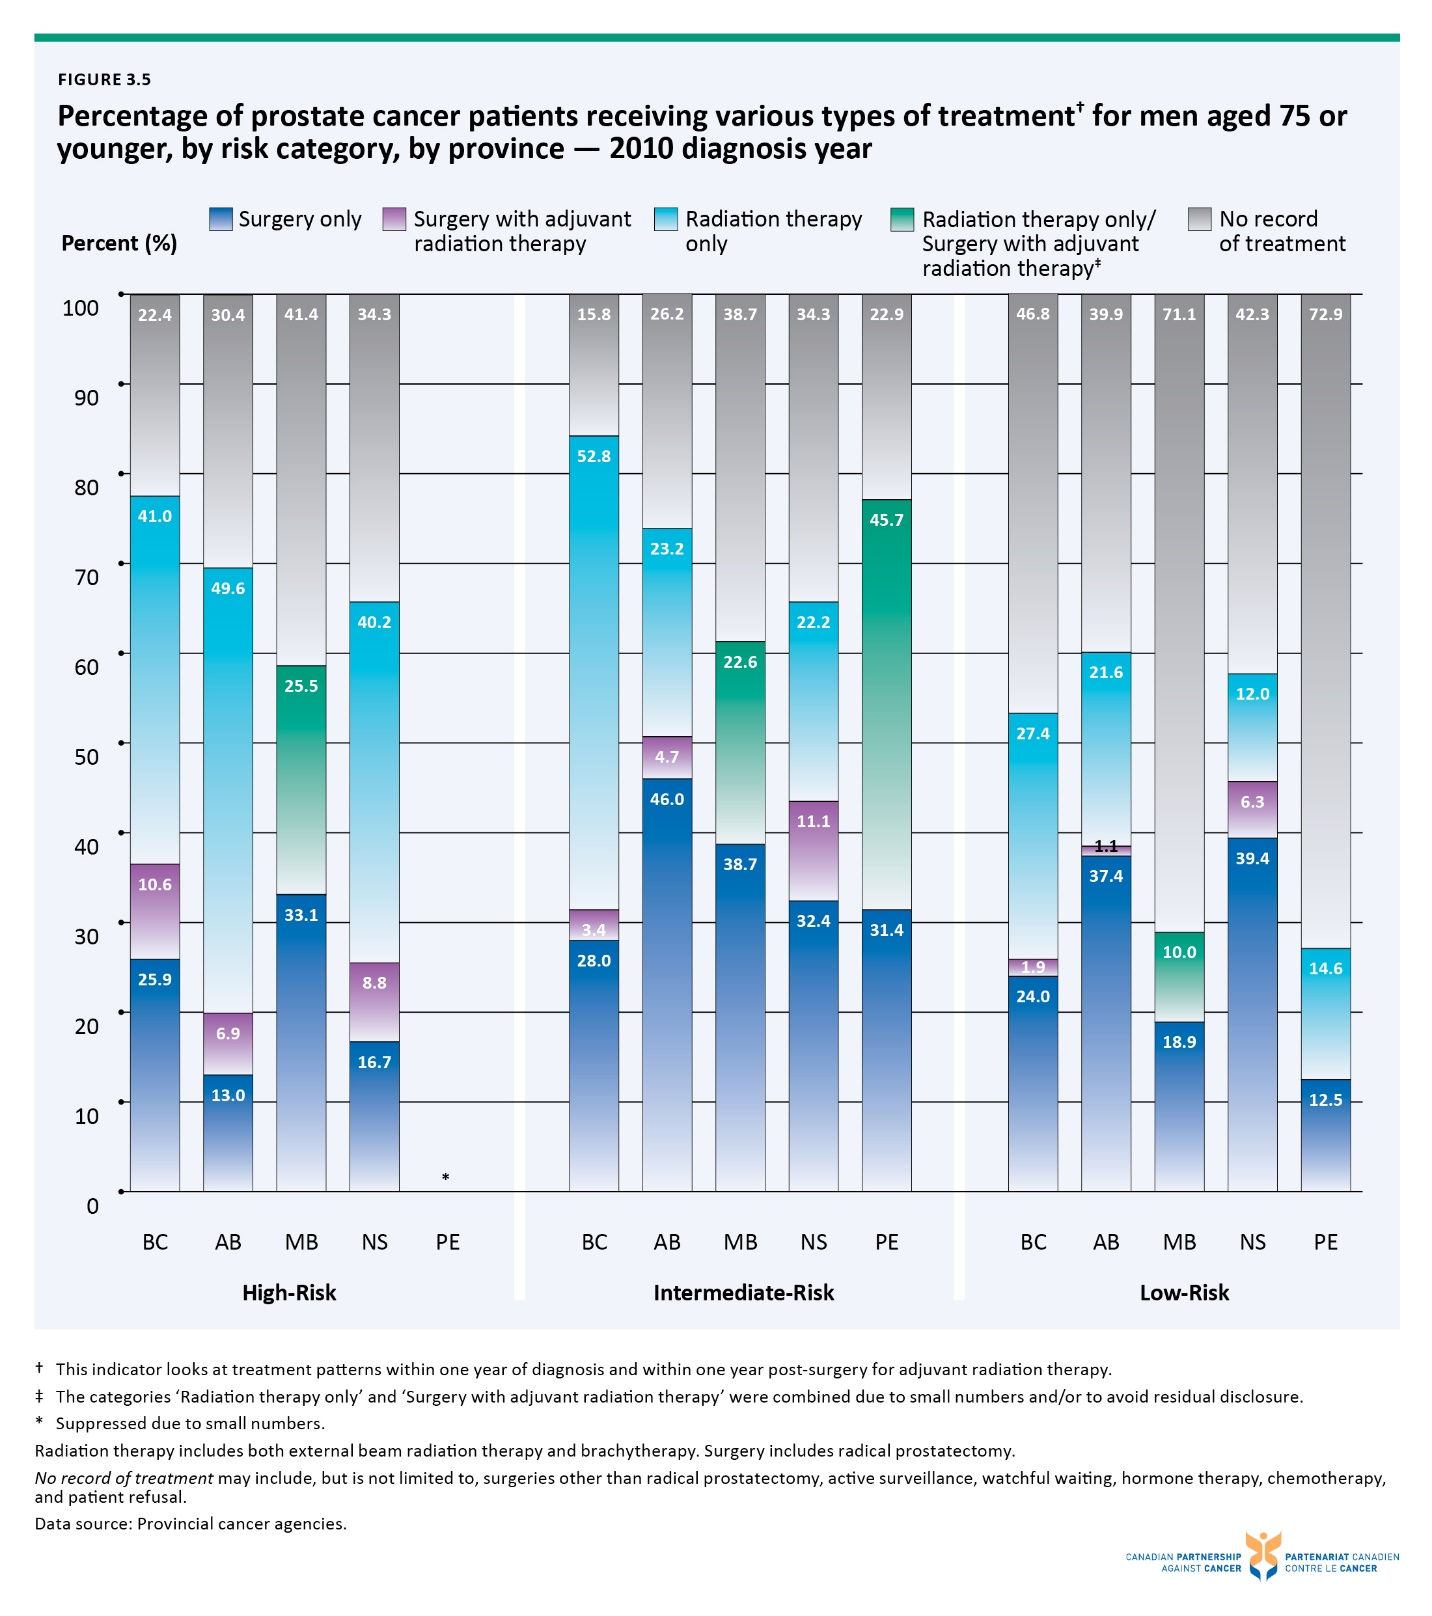 FIGURE 3.5
Percentage of prostate cancer patients receiving various types of treatment† for men aged 75 or
younger, by risk category, by province — 2010 diagnosis year
Percent (%)
Surgery only
Surgery with adjuvant
radiation therapy
Radiation therapy
only
Radiation therapy only/
Surgery with adjuvant
radiation therapy‡
No record
of treatment
100
90
80
70
60
50
40
30
20
10
0
22.4
41.0
10.6
25.9
30.4
49.6
6.9
13.0
41.4
25.5
33.1
34.3
40.2
8.8
16.7
*
15.8
52.8
3.4
28.0
26.2
23.2
4.7
46.0
38.7
22.6
38.7
34.3
22.2
11.1
32.4
22.9
45.7
31.4
46.8
27.4
1.9
24.0
39.9
21.6
1.1
37.4
71.1
10.0
18.9
42.3
12.0
6.3
39.4
72.9
14.6
12.5
BC AB MB NS PE BC AB MB NS PE BC AB MB NS PE
High-Risk Intermediate-Risk Low-Risk
† This indicator looks at treatment patterns within one year of diagnosis and within one year post-surgery for adjuvant radiation therapy.
‡ The categories ‘Radiation therapy only’ and ‘Surgery with adjuvant radiation therapy’ were combined due to small numbers and/or to avoid residual disclosure.
* Suppressed due to small numbers.
Radiation therapy includes both external beam radiation therapy and brachytherapy. Surgery includes radical prostatectomy.
No record of treatment may include, but is not limited to, surgeries other than radical prostatectomy, active surveillance, watchful waiting, hormone therapy, chemotherapy,
and patient refusal.
Data source: Provincial cancer agencies.
CANADIAN PARTNERSHIP
AGAINST CANCER
PARTENARIAT CANADIEN
CONTRE LE CANCER